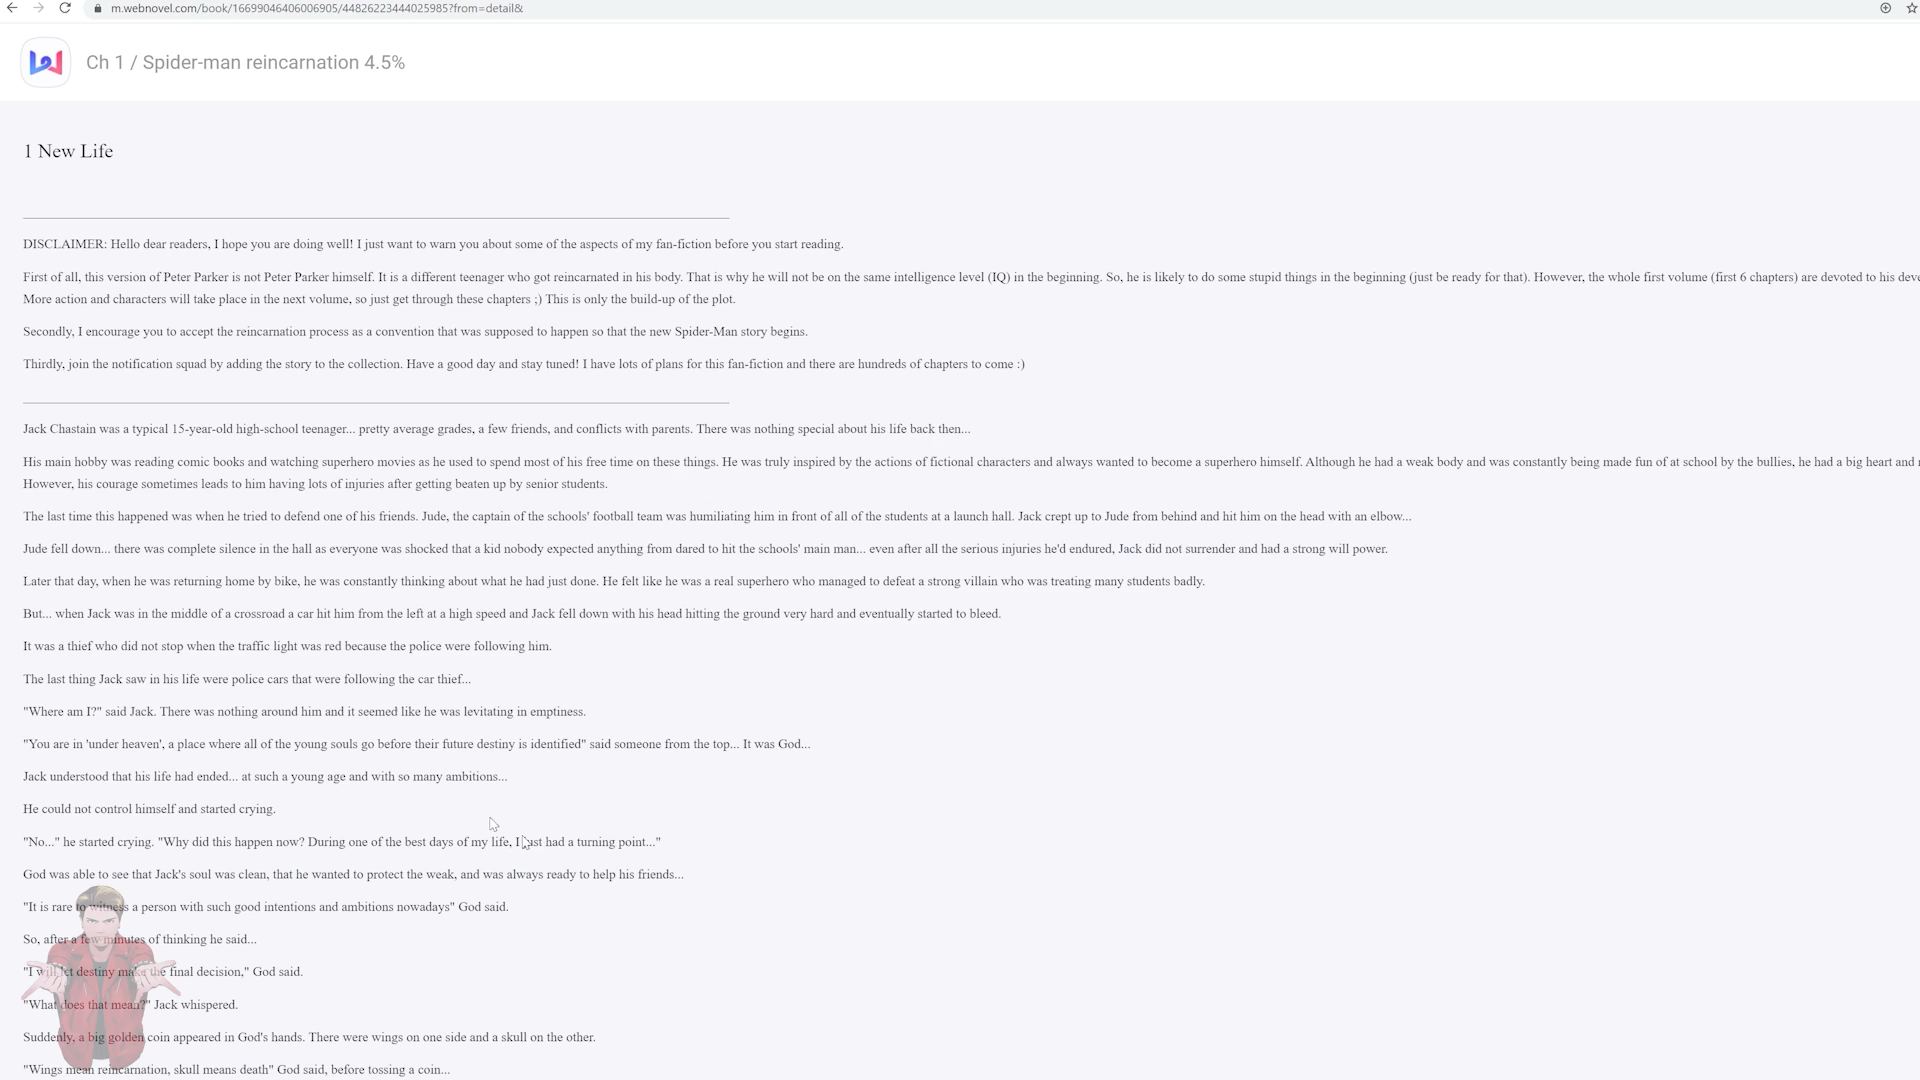 m.webnovel.com/book/16699046406006905/44826223444025985?from=detail&
Ch 1 / Spider-man reincarnation 4.5%
1 New Life
DISCLAIMER: Hello dear readers, I hope you are doing well! I just want to warn you about some of the aspects of my fan-fiction before you start reading.
First of all, this version of Peter Parker is not Peter Parker himself. It is a different teenager who got reincarnated in his body. That is why he will not be on the same intelligence level (IQ) in the beginning. So, he is likely to do some stupid things in the beginning (just be ready for that). However, the whole first volume (first 6 chapters) are devoted to his deve
More action and characters will take place in the next volume, so just get through these chapters ;) This is only the build-up of the plot.
Secondly, I encourage you to accept the reincarnation process as a convention that was supposed to happen so that the new Spider-Man story begins.
Thirdly, join the notification squad by adding the story to the collection. Have a good day and stay tuned! I have lots of plans for this fan-fiction and there are hundreds of chapters to come :)
Jack Chastain was a typical 15-year-old high-school teenager... pretty average grades, a few friends, and conflicts with parents. There was nothing special about his life back then...
His main hobby was reading comic books and watching superhero movies as he used to spend most of his free time on these things. He was truly inspired by the actions of fictional characters and always wanted to become a superhero himself. Although he had a weak body and was constantly being made fun of at school by the bullies, he had a big heart and
However, his courage sometimes leads to him having lots of injuries after getting beaten up by senior students.
The last time this happened was when he tried to defend one of his friends. Jude, the captain of the schools' football team was humiliating him in front of all of the students at a launch hall. Jack crept up to Jude from behind and hit him on the head with an elbow...
Jude fell down... there was complete silence in the hall as everyone was shocked that a kid nobody expected anything from dared to hit the schools' main man... even after all the serious injuries he'd endured, Jack did not surrender and had a strong will power.
Later that day, when he was returning home by bike, he was constantly thinking about what he had just done. He felt like he was a real superhero who managed to defeat a strong villain who was treating many students badly.
But... when Jack was in the middle of a crossroad a car hit him from the left at a high speed and Jack fell down with his head hitting the ground very hard and eventually started to bleed.
It was a thief who did not stop when the traffic light was red because the police were following him.
The last thing Jack saw in his life were police cars that were following the car thief...
"Where am I?" said Jack. There was nothing around him and it seemed like he was levitating in emptiness.
"You are in 'under heaven', a place where all of the young souls go before their future destiny is identified" said someone from the top... It was God...
Jack understood that his life had ended... at such a young age and with so many ambitions...
He could not control himself and started crying.
"No..." he started crying. "Why did this happen now? During one of the best days of my life, I just had a turning point..."
God was able to see that Jack's soul was clean, that he wanted to protect the weak, and was always ready to help his friends...
"It is rare to witness a person with such good intentions and ambitions nowadays" God said.
So, after a few minutes of thinking he said...
"I will let destiny make the final decision," God said.
"What does that mean?" Jack whispered.
Suddenly, a big golden coin appeared in God's hands. There were wings on one side and a skull on the other.
"Wings mean reincarnation, skull means death" God said, before tossing a coin...